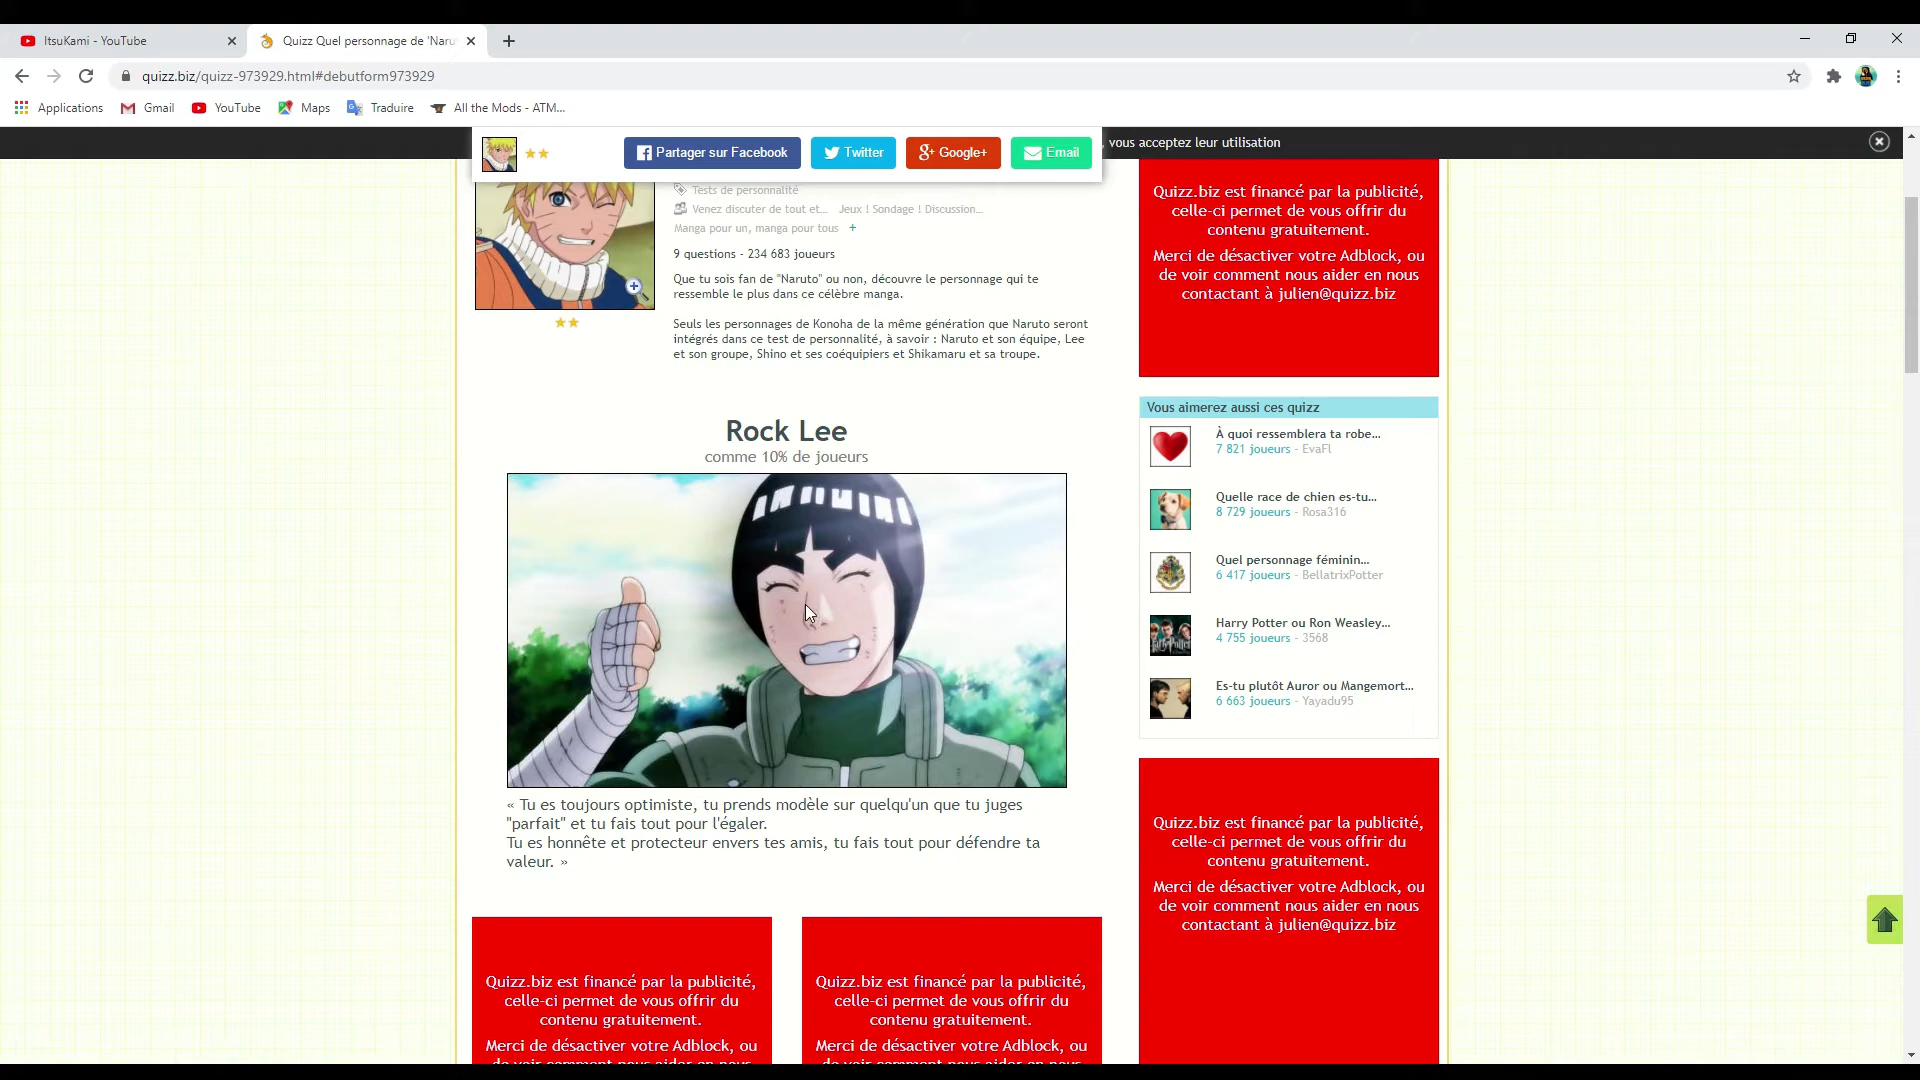 ItsuKami - YouTube
Quizz Quel personnage de 'Naru
quizz.biz/quizz-973929.html#debutform973929
Applications
Gmail
YouTube
Maps
Traduire
All the Mods - ATM...
Partager sur Facebook
Twitter
Google+
Email
, vous acceptez leur utilisation
Tests de personnalité
Venez discuter de tout et... Jeux ! Sondage ! Discussion...
Manga pour un, manga pour tous +
9 questions - 234 683 joueurs
Que tu sois fan de "Naruto" ou non, découvre le personnage qui te
ressemble le plus dans ce célèbre manga.
Seuls les personnages de Konoha de la même génération que Naruto seront
intégrés dans ce test de personnalité, à savoir : Naruto et son équipe, Lee
et son groupe, Shino et ses coéquipiers et Shikamaru et sa troupe.
Rock Lee
comme 10% de joueurs
« Tu es toujours optimiste, tu prends modèle sur quelqu'un que tu juges
"parfait" et tu fais tout pour l'égaler.
Tu es honnête et protecteur envers tes amis, tu fais tout pour défendre ta
valeur. »
Quizz.biz est financé par la publicité,
celle-ci permet de vous offrir du
contenu gratuitement.
Merci de désactiver votre Adblock, ou
de voir comment nous aider en nous
Quizz.biz est financé par la publicité,
celle-ci permet de vous offrir du
contenu gratuitement.
Merci de désactiver votre Adblock, ou
de voir comment nous aider en nous
Quizz.biz est financé par la publicité,
celle-ci permet de vous offrir du
contenu gratuitement.
Merci de désactiver votre Adblock, ou
de voir comment nous aider en nous
contactant à julien@quizz.biz
Vous aimerez aussi ces quizz
À quoi ressemblera ta robe...
7 821 joueurs - EvaFl
Quelle race de chien es-tu...
8 729 joueurs - Rosa316
Quel personnage féminin...
6 417 joueurs - BellatrixPotter
Harry Potter ou Ron Weasley...
4 755 joueurs - 3568
Es-tu plutôt Auror ou Mangemort...
6 663 joueurs - Yayadu95
Quizz.biz est financé par la publicité,
celle-ci permet de vous offrir du
contenu gratuitement.
Merci de désactiver votre Adblock, ou
de voir comment nous aider en nous
contactant à julien@quizz.biz